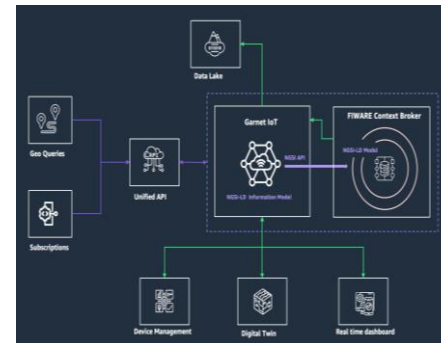 Data Lake
Geo Queries
Subscriptions
API
Unified API
Garnet IoT
NGSI API
NGSI-LD Information Model
FIWARE Context Broker
NGSI-LD Model
Device Management
Digital Twin
Real time dashboard